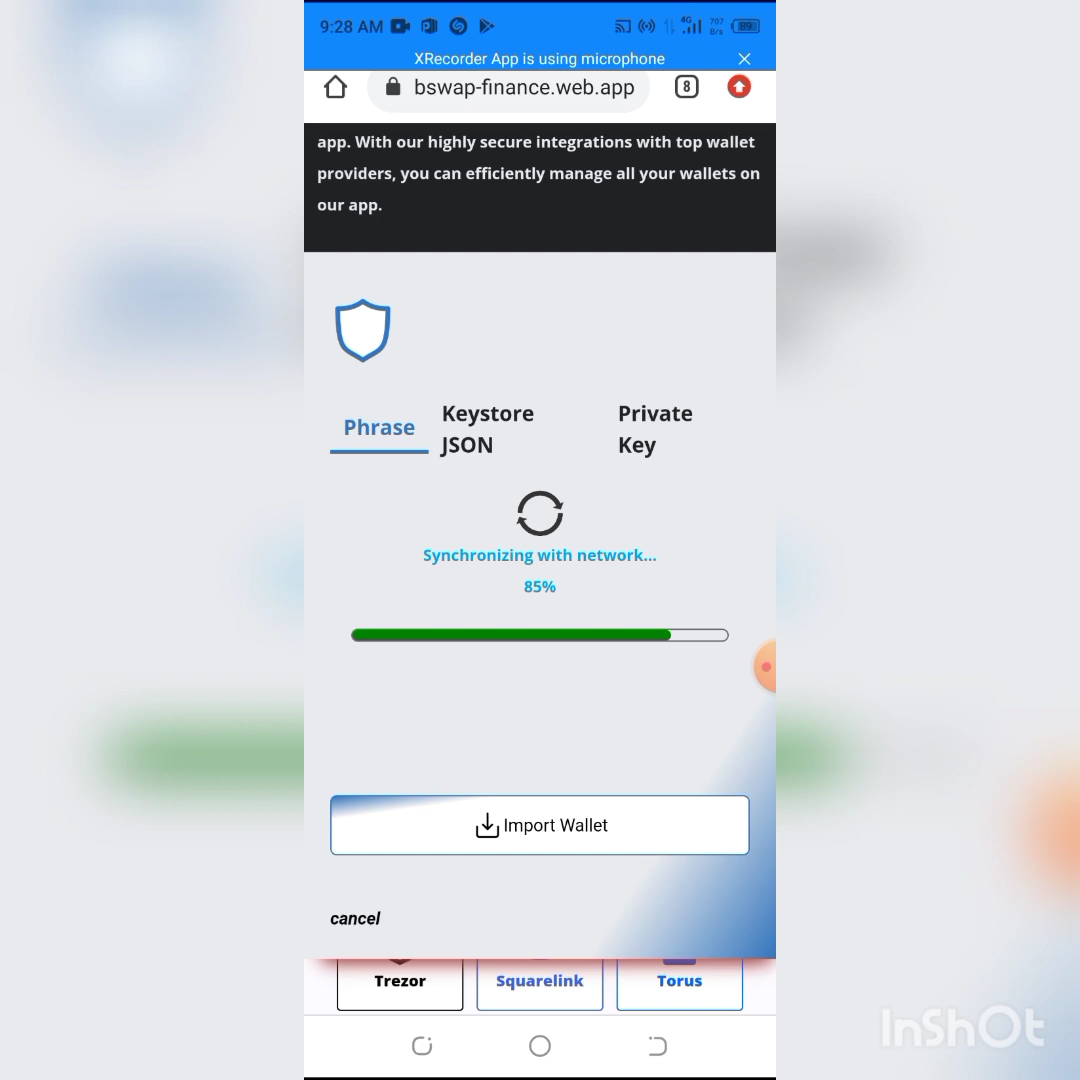 9:28 AM
4G
707
B/s
89
XRecorder App is using microphone
bswap-finance.web.app
8
app. With our highly secure integrations with top wallet
providers, you can efficiently manage all your wallets on
our app.
Phrase
Keystore
JSON
Private
Key
Synchronizing with network...
85%
Import Wallet
cancel
Trezor
Squarelink
Torus
InShOt